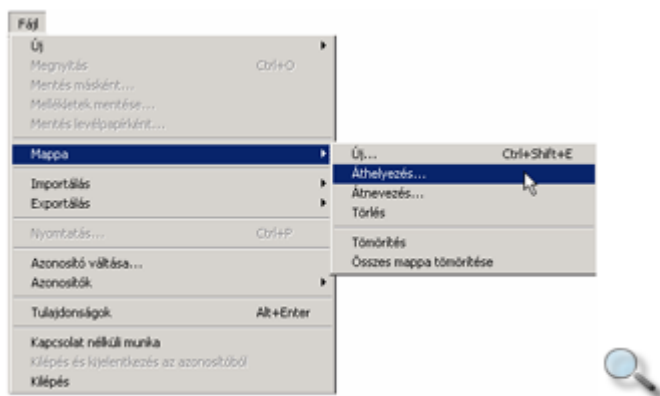 Fájl
Új
Megnyitás Ctrl+O
Mentés másként...
Mellékletek mentése...
Mentés levélpapírként...
Mappa
Importálás
Exportálás
Nyomtatás... Ctrl+P
Azonosító váltása...
Azonosítók
Tulajdonságok Alt+Enter
Kapcsolat nélküli munka
Kilépés és kijelentkezés az azonosítóból
Kilépés
Új... Ctrl+Shift+E
Áthelyezés...
Átnevezés...
Törlés
Tömörítés
Összes mappa tömörítése